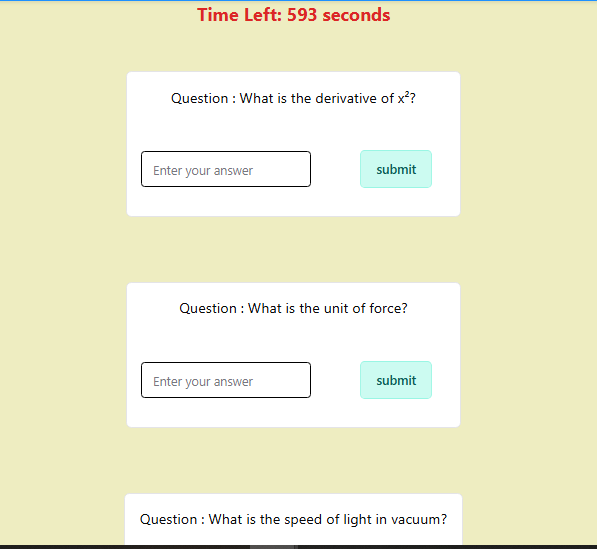 Time Left: 593 seconds
Question : What is the derivative of x²?
Enter your answer
submit
Question : What is the unit of force?
Enter your answer
submit
Question : What is the speed of light in vacuum?